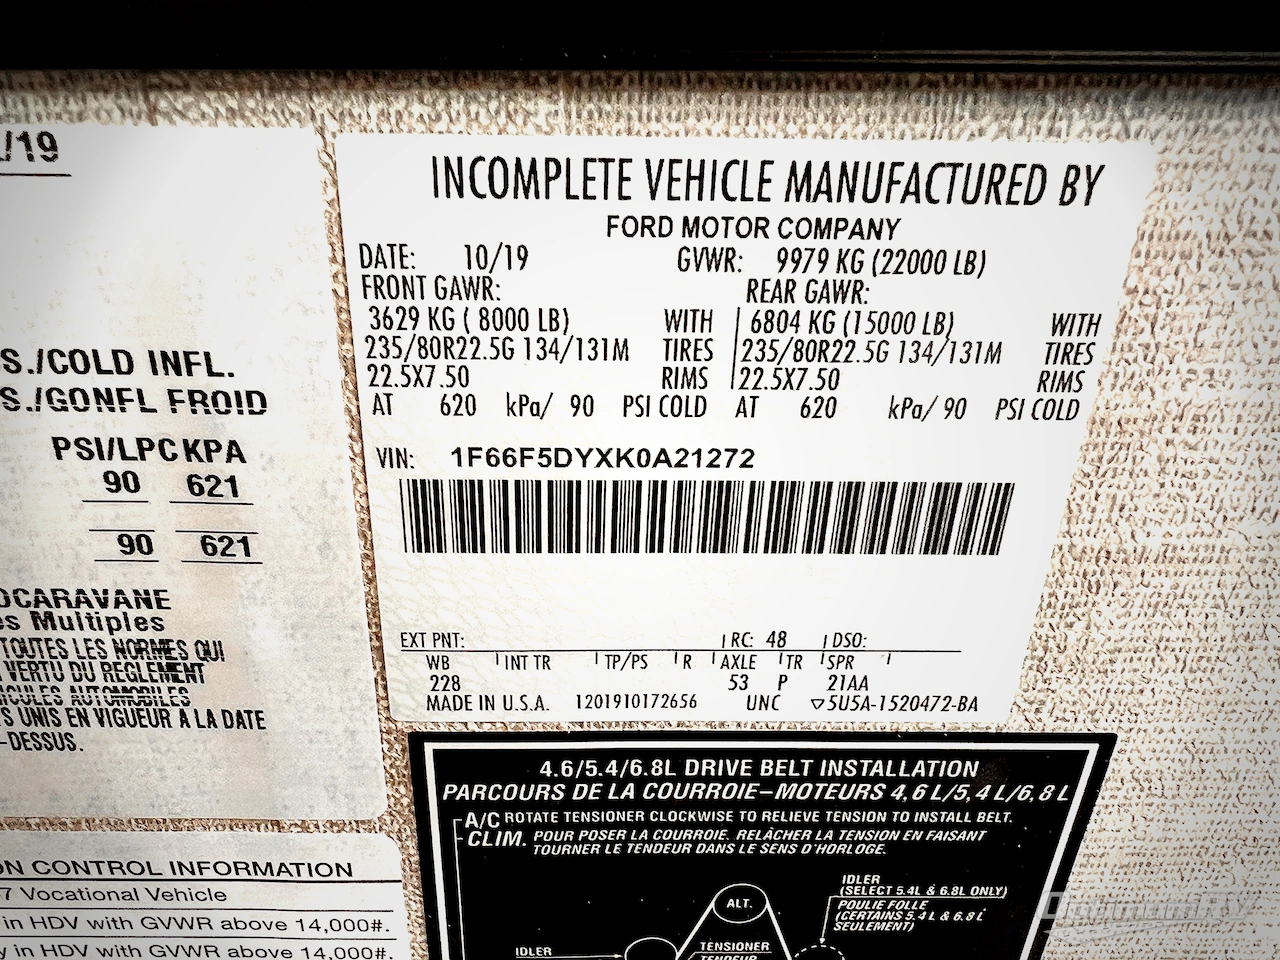 /19
S./COLD INFL.
S./GONFL FROID
PSI/LPC KPA
90 621
90 621
OCARAVANE
es Multiples
TOUTES LES NORMES QUI
VERTU DU REGLEMENT
ICULES AUTOMOBILES
S UNIS EN VIGUEUR A LA DATE
-DESSUS.
ON CONTROL INFORMATION
7 Vocational Vehicle
in HDV with GVWR above 14,000#.
y in HDV with GVWR above 14,000#.
INCOMPLETE VEHICLE MANUFACTURED BY
FORD MOTOR COMPANY
DATE: 10/19 GVWR: 9979 KG (22000 LB)
FRONT GAWR: REAR GAWR:
3629 KG ( 8000 LB) WITH 6804 KG (15000 LB) WITH
235/80R22.5G 134/131M TIRES 235/80R22.5G 134/131M TIRES
22.5X7.50 RIMS 22.5X7.50 RIMS
AT 620 kPa/ 90 PSI COLD AT 620 kPa/ 90 PSI COLD
VIN: 1F66F5DYXK0A21272
EXT PNT: RC: 48 DSO:
WB INT TR TP/PS R AXLE TR SPR
228 53 P 21AA
MADE IN U.S.A. 1201910172656 UNC ▽5U5A-1520472-BA
4.6/5.4/6.8L DRIVE BELT INSTALLATION
PARCOURS DE LA COURROIE–MOTEURS 4,6 L/5,4 L/6,8 L
A/C ROTATE TENSIONER CLOCKWISE TO RELIEVE TENSION TO INSTALL BELT.
CLIM. POUR POSER LA COURROIE. RELÂCHER LA TENSION EN FAISANT
TOURNER LE TENDEUR DANS LE SENS D'HORLOGE.
IDLER
(SELECT 5.4L & 6.8L ONLY)
POULIE FOLLE
(CERTAINS 5.4 L & 6.8 L
SEULEMENT)
ALT.
TENSIONER
TENDEUR
IDLER
OptimumRV